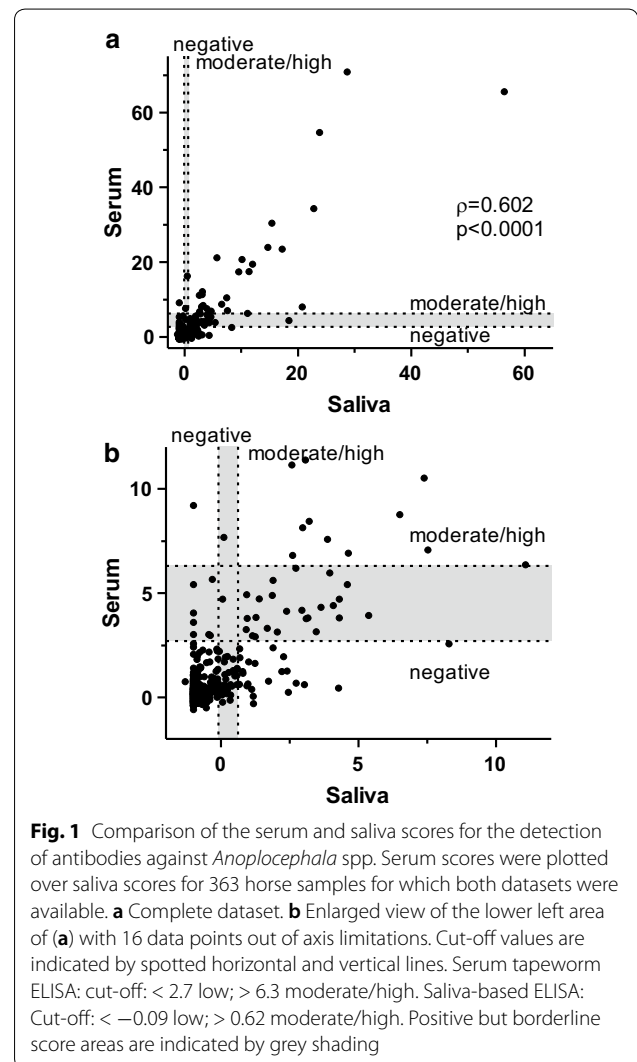 a
negative
moderate/high
60
40
20
0
Serum
ρ=0.602
p<0.0001
moderate/high
negative
0
20
40
60
Saliva
b
negative
moderate/high
10
5
0
Serum
moderate/high
negative
0
5
10
Saliva
Fig. 1 Comparison of the serum and saliva scores for the detection
of antibodies against Anoplocephala spp. Serum scores were plotted
over saliva scores for 363 horse samples for which both datasets were
available. a Complete dataset. b Enlarged view of the lower left area
of (a) with 16 data points out of axis limitations. Cut-off values are
indicated by spotted horizontal and vertical lines. Serum tapeworm
ELISA: cut-off: < 2.7 low; > 6.3 moderate/high. Saliva-based ELISA:
Cut-off: < −0.09 low; > 0.62 moderate/high. Positive but borderline
score areas are indicated by grey shading